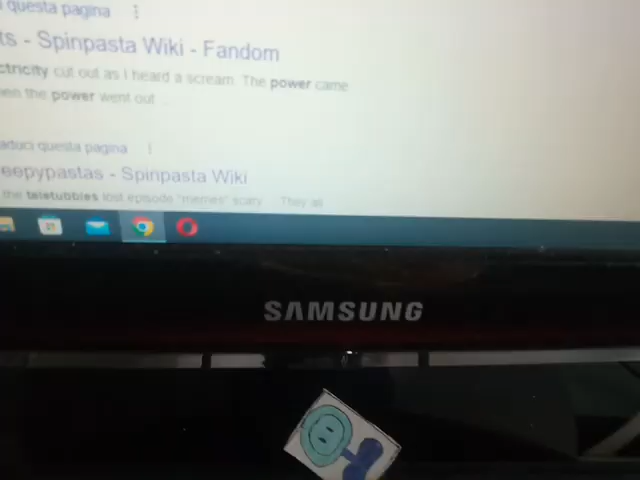 questa pagina
ts - Spinpasta Wiki - Fandom
ctricity cut out as I heard a scream. The power came
en the power went out
aduci questa pagina
eepypastas - Spinpasta Wiki
the teletubbies lost episode "memes" scary They all
SAMSUNG